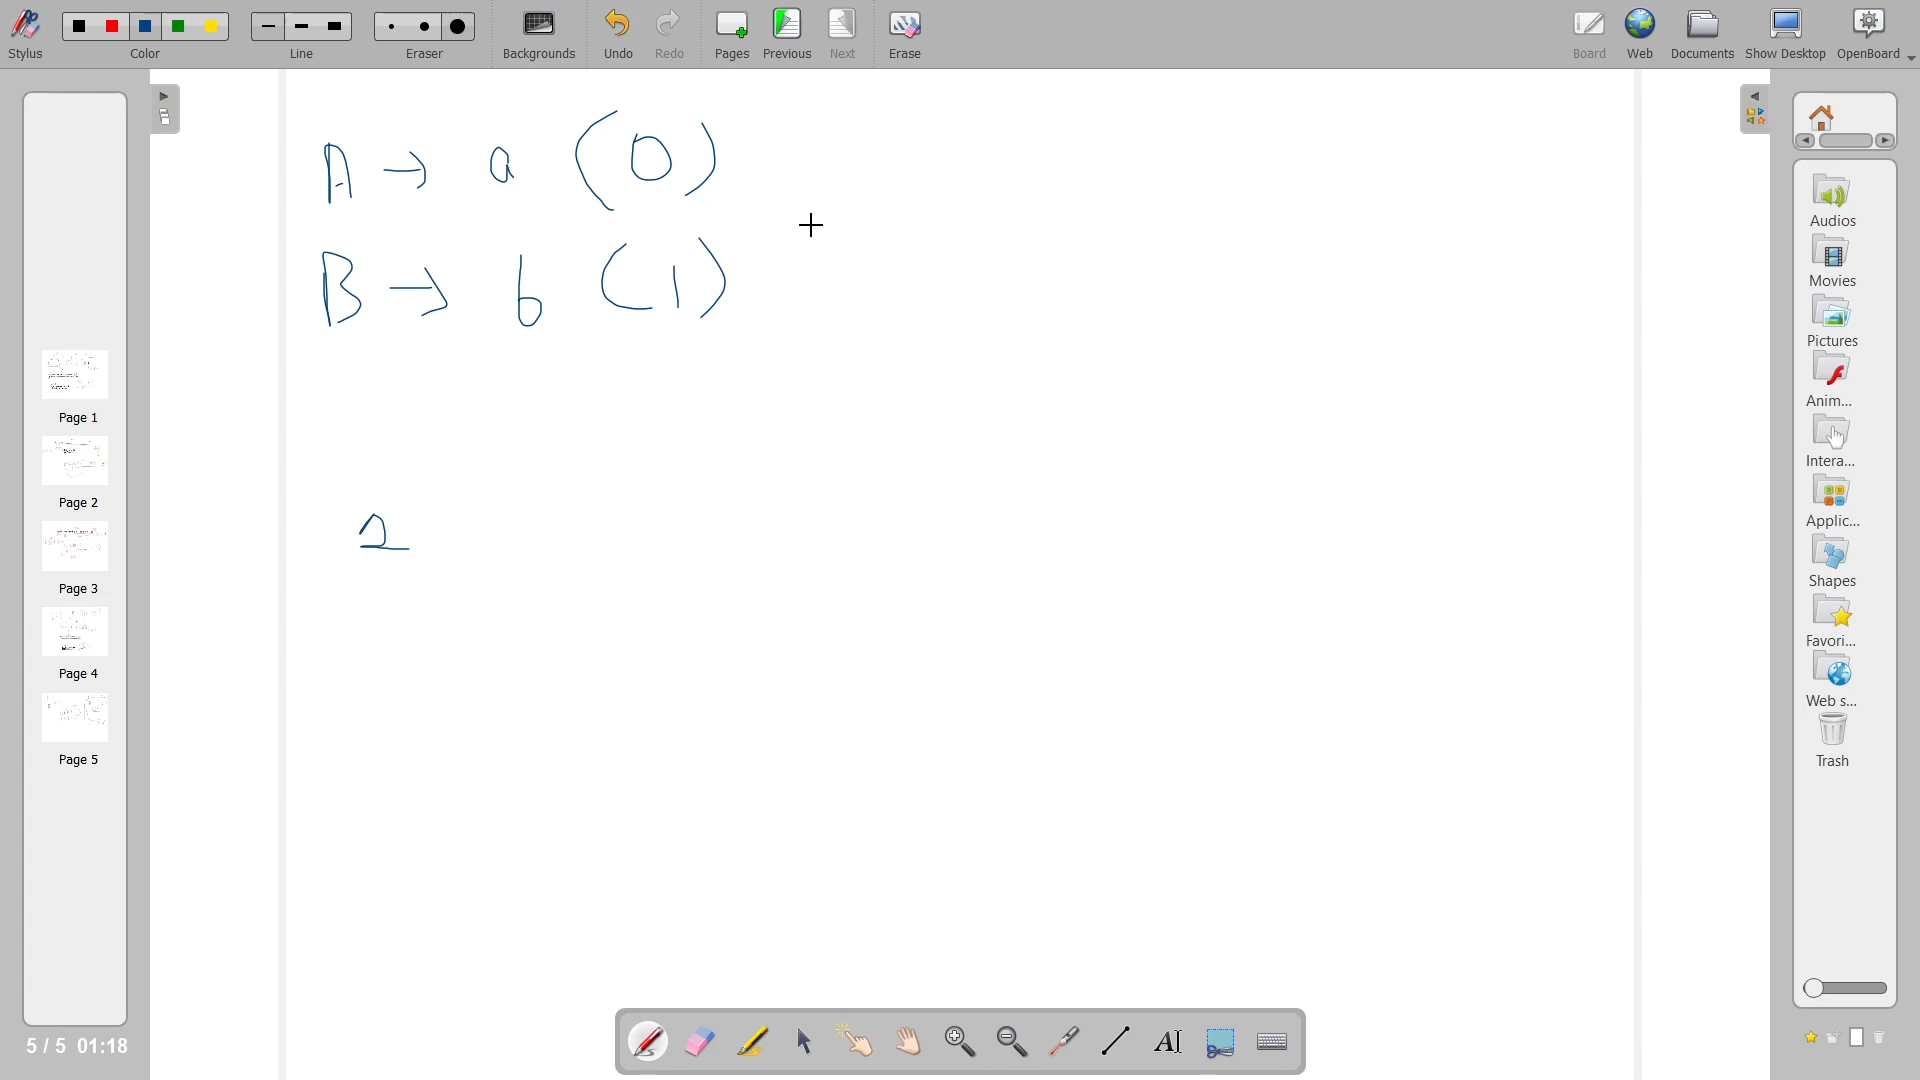 Stylus
Color
Line
Eraser
Backgrounds
Undo
Redo
Pages
Previous
Next
Erase
Board
Web
Documents
Show Desktop
OpenBoard
A → a (0)
B → b (1)
2
Page 1
Page 2
Page 3
Page 4
Page 5
5 / 5 01:18
Audios
Movies
Pictures
Anim...
Intera...
Applic...
Shapes
Favori...
Web s...
Trash
AI